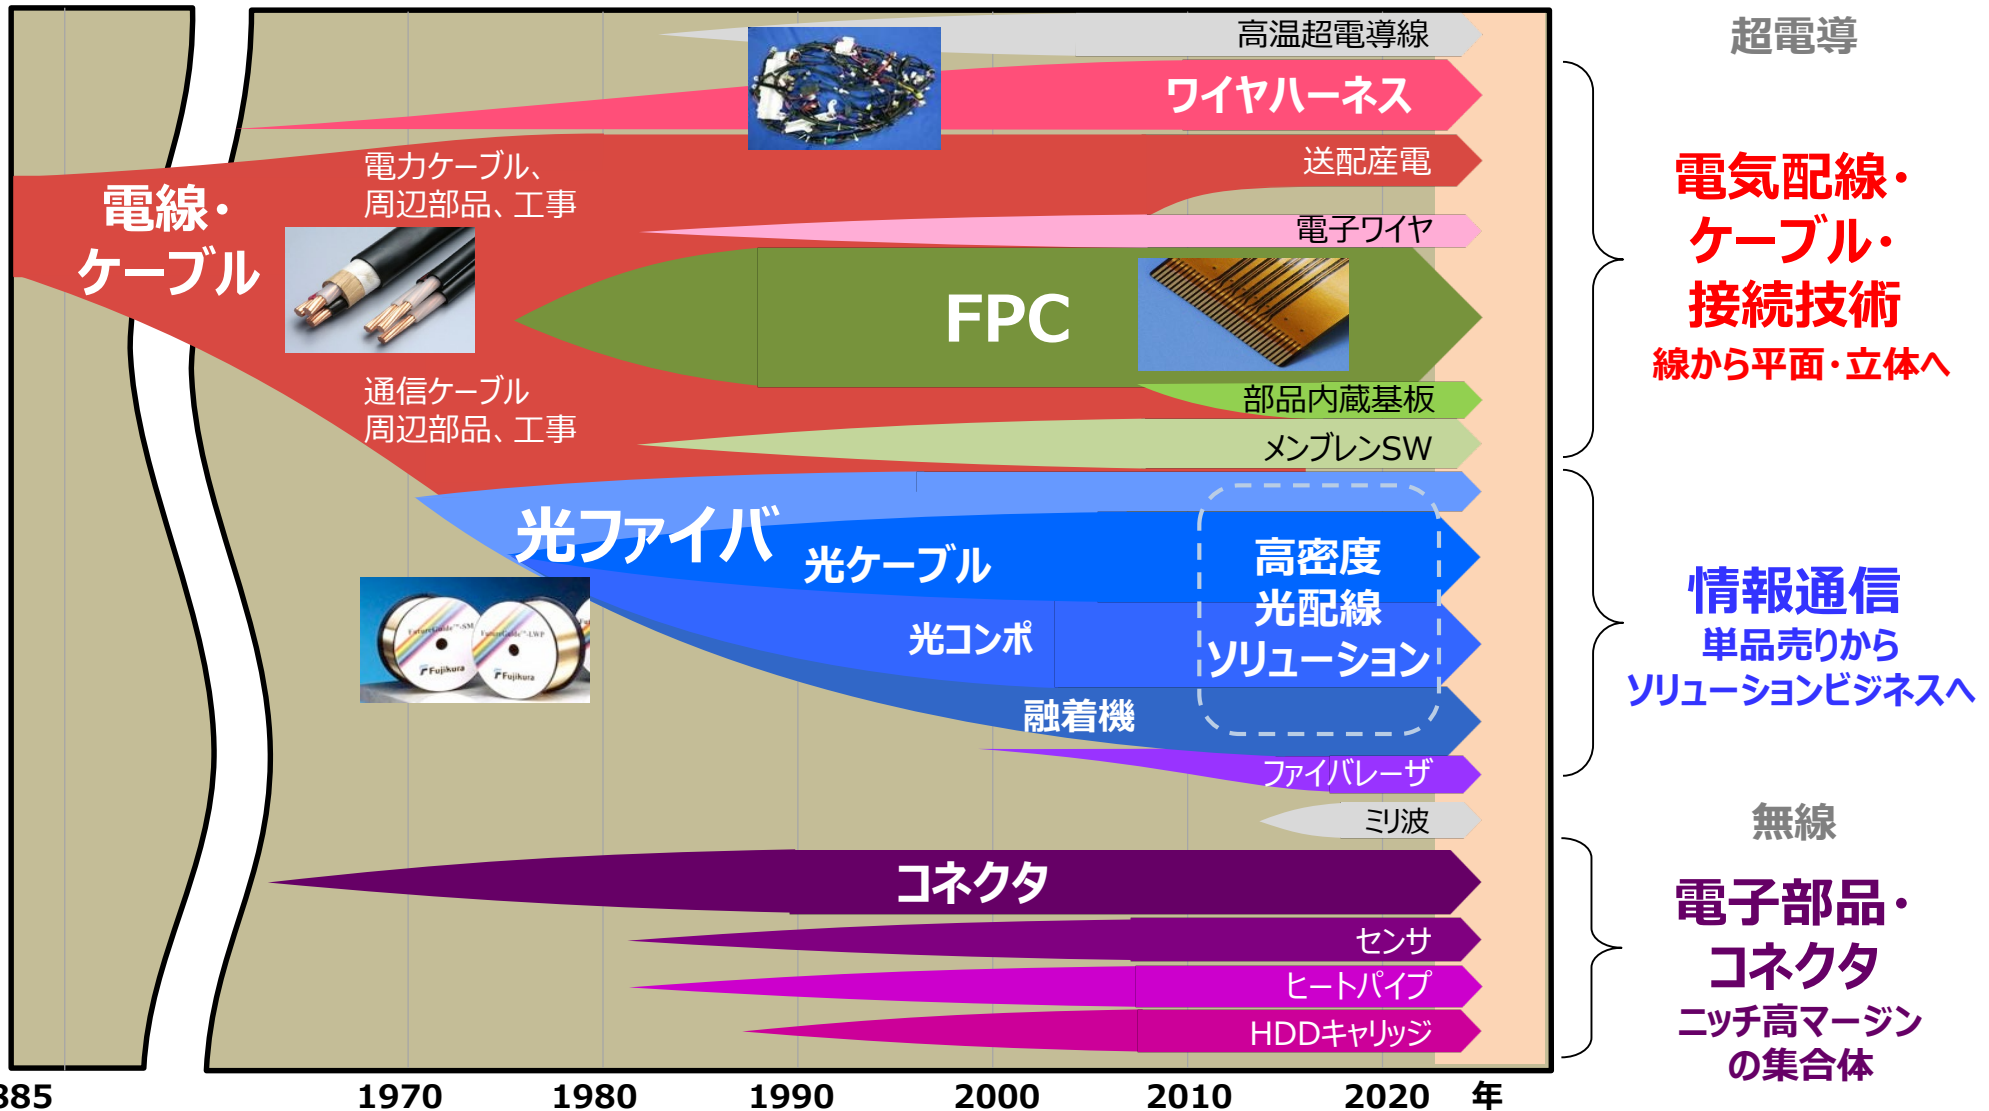 高温超電導線
超電導
ワイヤハーネス
電線・
ケーブル
電力ケーブル、
周辺部品、工事
送配産電
電子ワイヤ
FPC
通信ケーブル
周辺部品、工事
部品内蔵基板
メンブレンSW
電気配線・
ケーブル・
接続技術
線から平面・立体へ
光ファイバ
光ケーブル
光コンポ
融着機
高密度
光配線
ソリューション
FutureGuide™-SM
FutureGuide™-LWP
Fujikura
Fujikura
ファイバレーザ
情報通信
単品売りから
ソリューションビジネスへ
ミリ波
無線
コネクタ
センサ
ヒートパイプ
HDDキャリッジ
電子部品・
コネクタ
ニッチ高マージン
の集合体
885 1970 1980 1990 2000 2010 2020 年